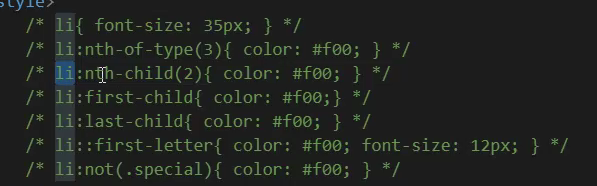 style>
/* li{ font-size: 35px; } */
/* li:nth-of-type(3){ color: #f00; } */
/* li:nth-child(2){ color: #f00; } */
/* li:first-child{ color: #f00;} */
/* li:last-child{ color: #f00; } */
/* li::first-letter{ color: #f00; font-size: 12px; } */
/* li:not(.special){ color: #f00; } */